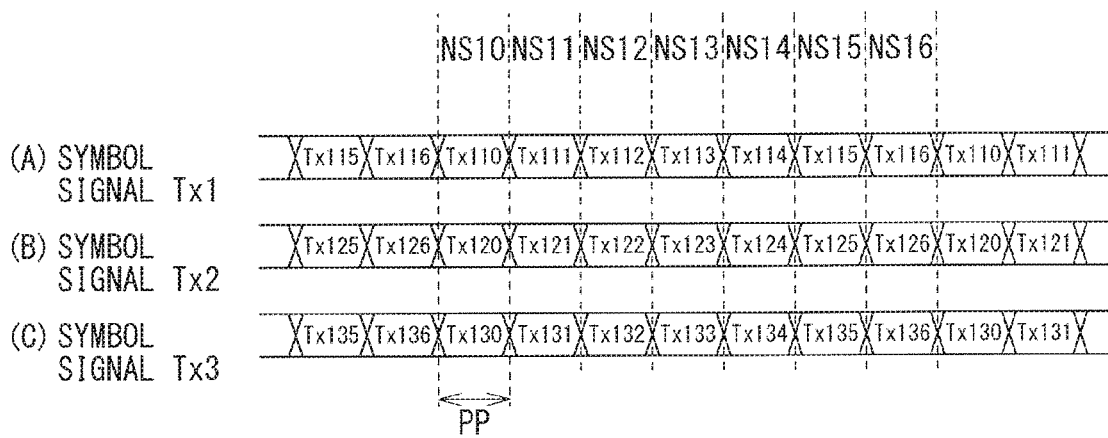 NS10 NS11 NS12 NS13 NS14 NS15 NS16
(A) SYMBOL SIGNAL Tx1
Tx115 Tx116 Tx110 Tx111 Tx112 Tx113 Tx114 Tx115 Tx116 Tx110 Tx111
(B) SYMBOL SIGNAL Tx2
Tx125 Tx126 Tx120 Tx121 Tx122 Tx123 Tx124 Tx125 Tx126 Tx120 Tx121
(C) SYMBOL SIGNAL Tx3
Tx135 Tx136 Tx130 Tx131 Tx132 Tx133 Tx134 Tx135 Tx136 Tx130 Tx131
PP